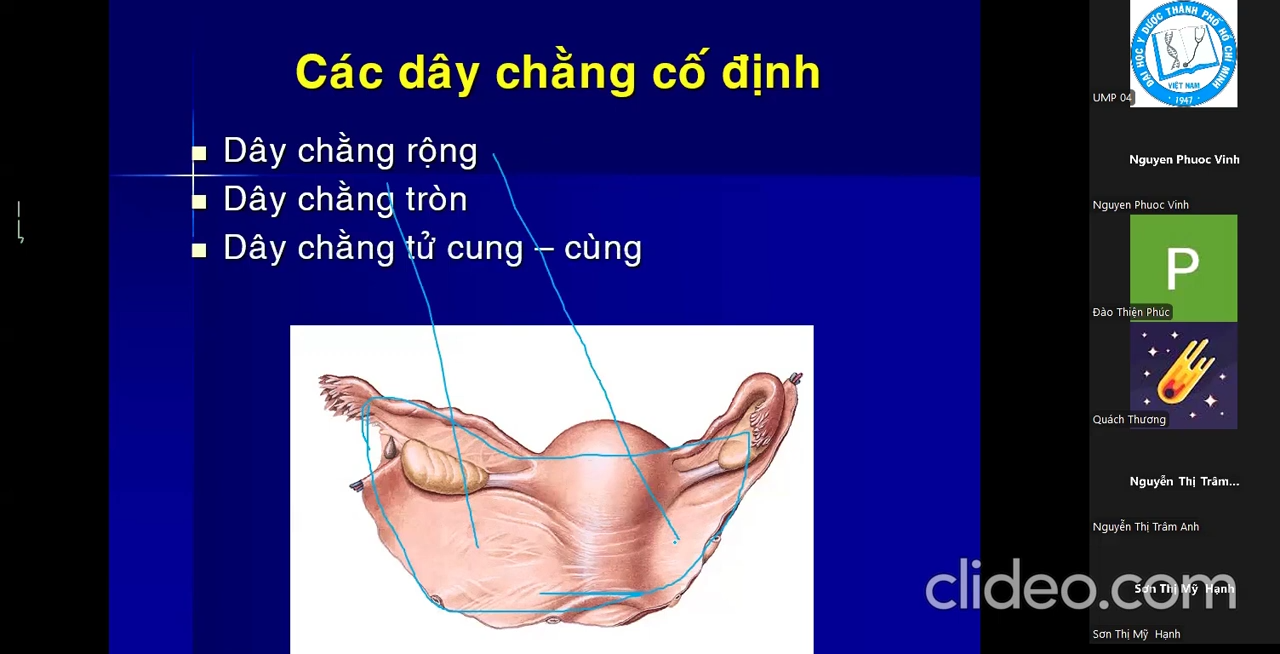 Các dây chằng cố định
Dây chằng rộng
Dây chằng tròn
Dây chằng tử cung – cùng
ĐẠI HỌC Y DƯỢC THÀNH PHỐ HỒ CHÍ MINH
VIỆT NAM
1947
UMP 04
Nguyen Phuoc Vinh
Nguyen Phuoc Vinh
P
Đào Thiện Phúc
Quách Thương
Nguyễn Thị Trâm...
Nguyễn Thị Trâm Anh
Sơn Thị Mỹ Hạnh
clideo.com
Sơn Thị Mỹ Hạnh